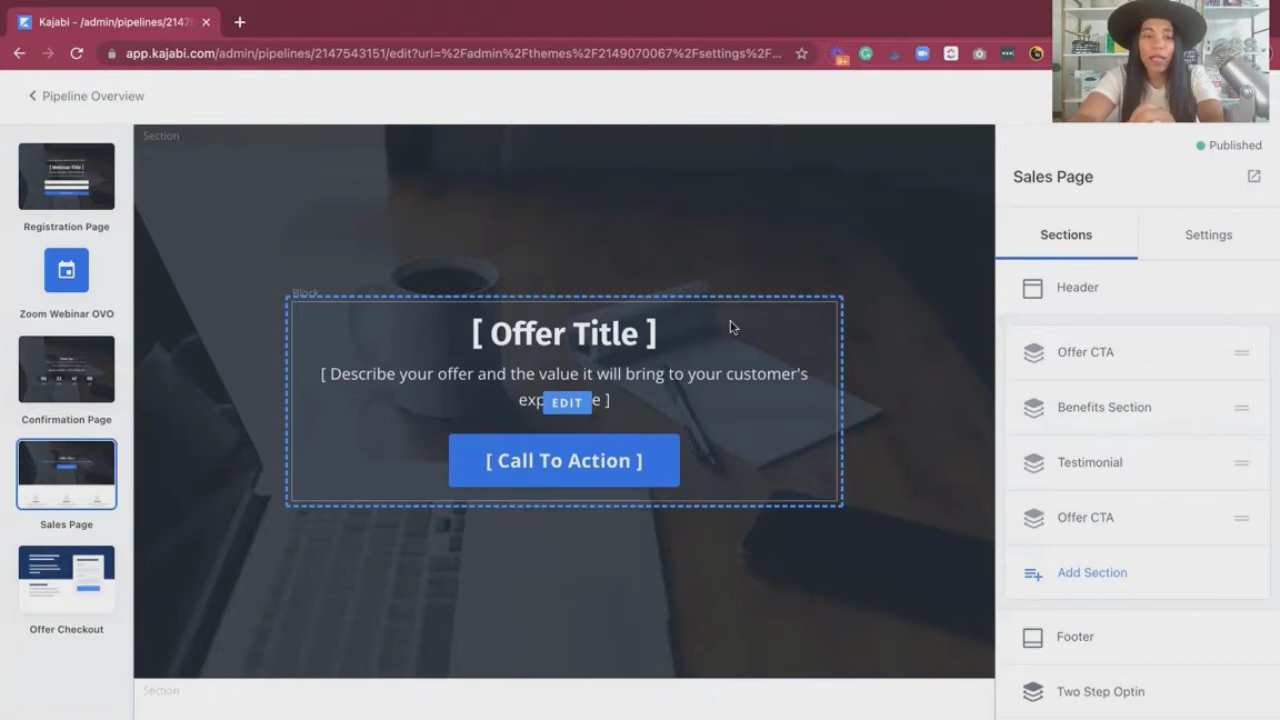 Kajabi - /admin/pipelines/2147
app.kajabi.com/admin/pipelines/2147543151/edit?url=%2Fadmin%2Fthemes%2F2149070067%2Fsettings%2F...
9+
Pipeline Overview
Registration Page
Zoom Webinar OVO
Confirmation Page
Sales Page
Offer Checkout
Section
Block
[ Offer Title ]
[ Describe your offer and the value it will bring to your customer's
exp
EDIT
e ]
[ Call To Action ]
Section
Published
Sales Page
Sections
Settings
Header
Offer CTA
Benefits Section
Testimonial
Offer CTA
Add Section
Footer
Two Step Optin